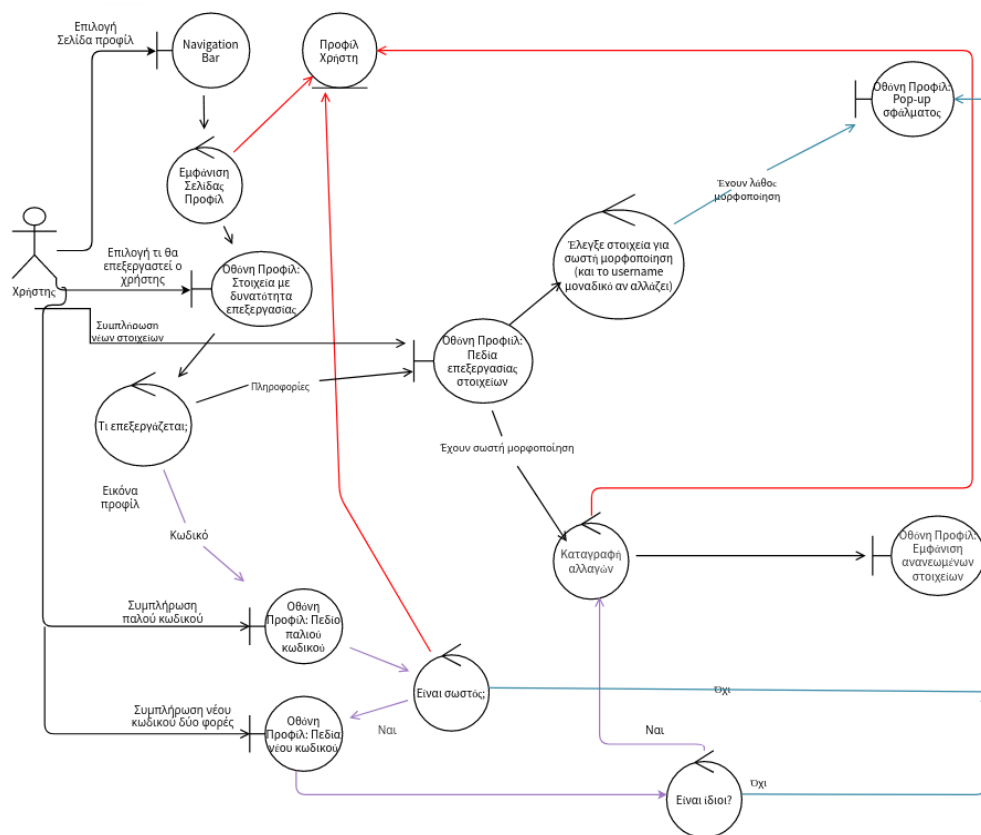 Επιλογή
Σελίδα προφίλ
Navigation
Bar
Προφίλ
Χρήστη
Οθόνη Προφίλ:
Pop-up
σφάλματος
Εμφάνιση
Σελίδας
Προφίλ
Έχουν λάθος
μορφοποίηση
Χρήστης
Επιλογή τι θα
επεξεργαστεί ο
χρήστης
Οθόνη Προφίλ:
Στοιχεία με
δυνατότητα
επεξεργασίας
Έλεγξε στοιχεία για
σωστή μορφοποίηση
(και το username
μοναδικό αν αλλάζει)
Συμπλήρωση
νέων στοιχείων
Οθόνη Προφιίλ:
Πεδία
επεξεργασίας
στοιχείων
Πληροφορίες
Τι επεξεργάζεται;
Έχουν σωστή μορφοποίηση
Εικόνα
προφίλ
Κωδικό
Καταγραφή
αλλαγών
Οθόνη Προφίλ:
Εμφάνιση
ανανεωμένων
στοιχείων
Συμπλήρωση
παλού κωδικού
Οθόνη
Προφίλ: Πεδίο
παλιού
κωδικού
Είναι σωστός;
Όχι
Συμπλήρωση νέου
κωδικού δύο φορές
Οθόνη
Προφίλ: Πεδία
νέου κωδικού
Ναι
Ναι
Είναι ίδιοι?
Όχι